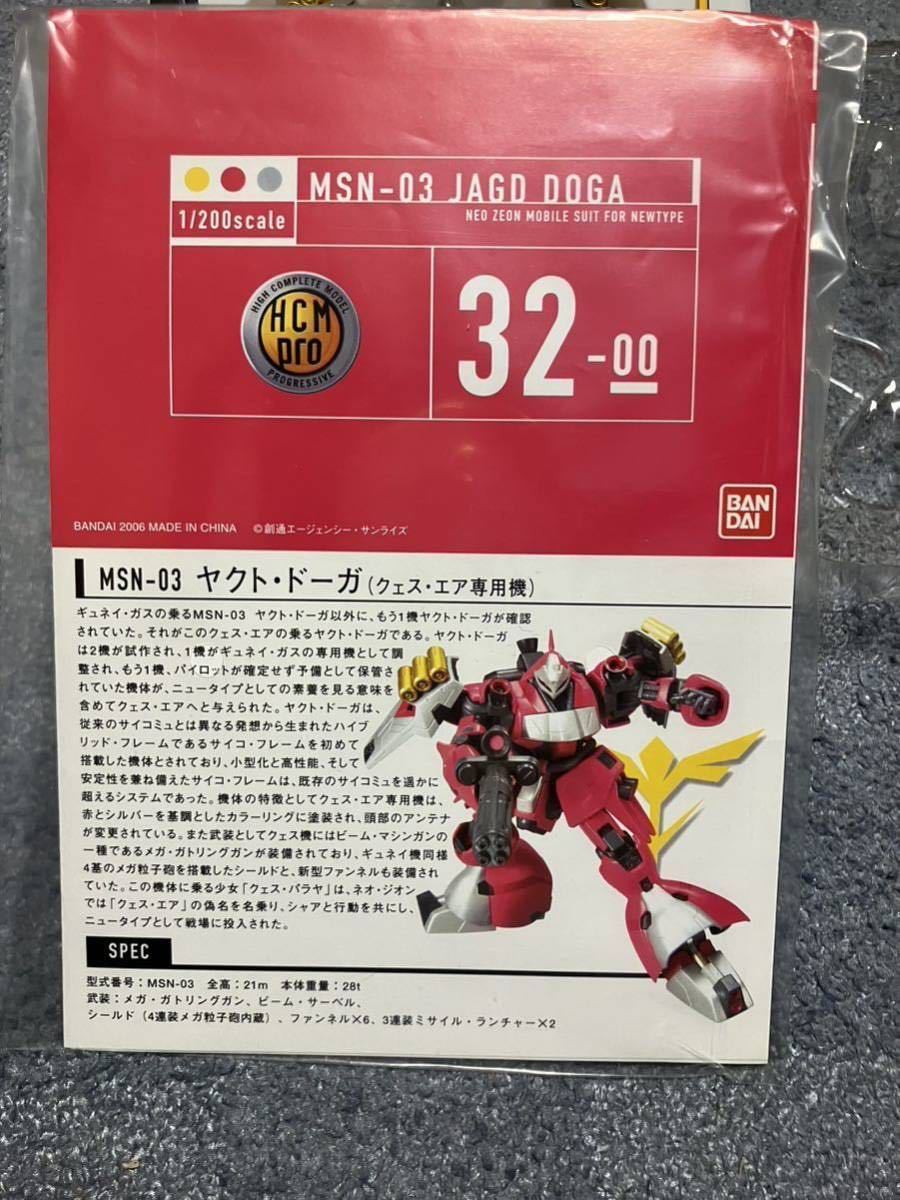 MSN-03 JAGD DOGA
NEO ZEON MOBILE SUIT FOR NEWTYPE
1/200scale
HIGH COMPLETE MODEL
HCM
pro
PROGRESSIVE
32-00
BAN
DAI
BANDAI 2006 MADE IN CHINA ©創通エージェンシー・サンライズ
MSN-03 ヤクト・ドーガ(クェス・エア専用機)
ギュネイ・ガスの乗るMSN-03 ヤクト・ドーガ以外に、もう1機ヤクト・ドーガが確認
されていた。それがこのクェス・エアの乗るヤクト・ドーガである。ヤクト・ドーガ
は2機が試作され、1機がギュネイ・ガスの専用機として調
整され、もう1機、パイロットが確定せず予備として保管さ
れていた機体が、ニュータイプとしての素養を見る意味を
含めてクェス・エアへと与えられた。ヤクト・ドーガは、
従来のサイコミュとは異なる発想から生まれたハイブ
リッド・フレームであるサイコ・フレームを初めて
搭載した機体とされており、小型化と高性能、そして
安定性を兼ね備えたサイコ・フレームは、既存のサイコミュを遥かに
超えるシステムであった。機体の特徴としてクェス・エア専用機は、
赤とシルバーを基調としたカラーリングに塗装され、頭部のアンテナ
が変更されている。また武装としてクェス機にはビーム・マシンガンの
一種であるメガ・ガトリングガンが装備されており、ギュネイ機同様
4基のメガ粒子砲を搭載したシールドと、新型ファンネルも装備され
ていた。この機体に乗る少女「クェス・パラヤ」は、ネオ・ジオン
では「クェス・エア」の偽名を名乗り、シャアと行動を共にし、
ニュータイプとして戦場に投入された。
SPEC
型式番号：MSN-03 全高：21m 本体重量：28t
武装：メガ・ガトリングガン、ビーム・サーベル、
シールド（4連装メガ粒子砲内蔵）、ファンネル×6、3連装ミサイル・ランチャー×2